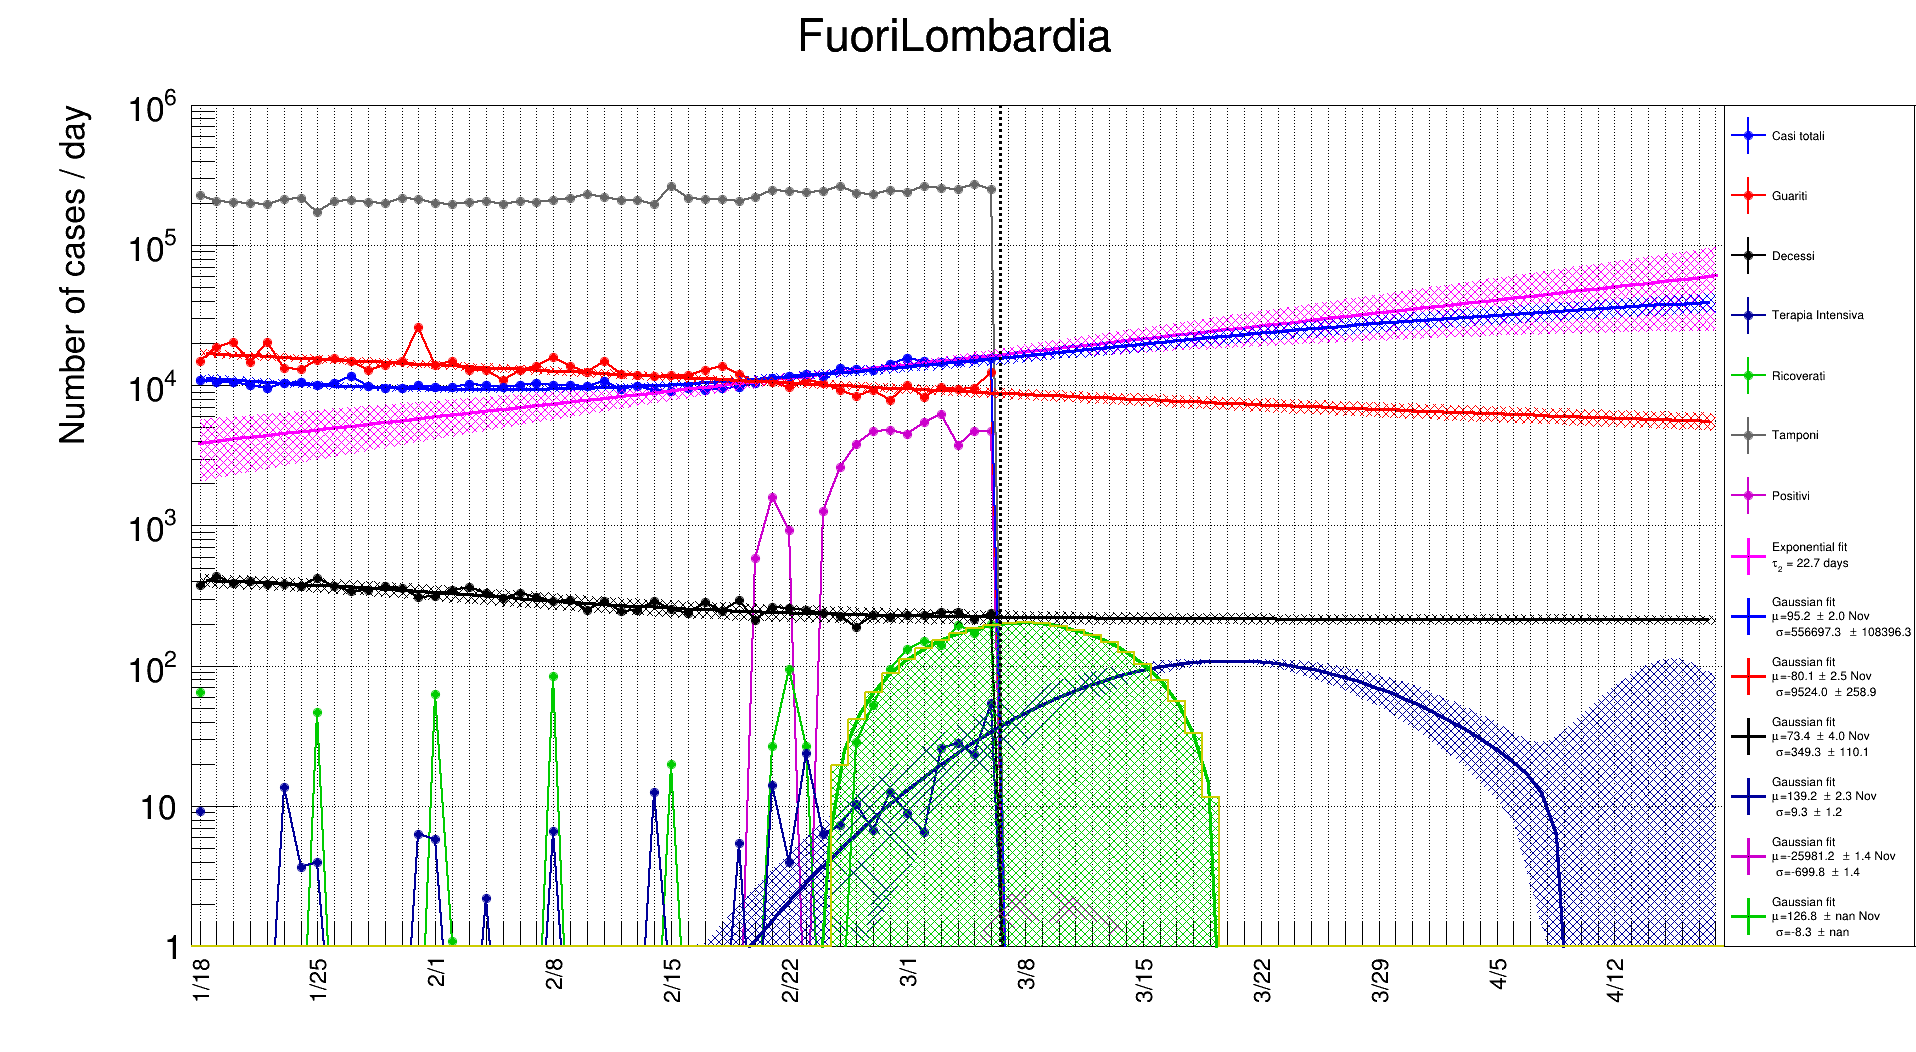 FuoriLombardia
Number of cases / day
10^6
10^5
10^4
10^3
10^2
10
1
1/18
1/25
2/1
2/8
2/15
2/22
3/1
3/8
3/15
3/22
3/29
4/5
4/12
Casi totali
Guariti
Decessi
Terapia Intensiva
Ricoverati
Tamponi
Positivi
Exponential fit
τ_2 = 22.7 days
Gaussian fit
μ=95.2 ± 2.0 Nov
σ=556697.3 ± 108396.3
Gaussian fit
μ=-80.1 ± 2.5 Nov
σ=9524.0 ± 258.9
Gaussian fit
μ=73.4 ± 4.0 Nov
σ=349.3 ± 110.1
Gaussian fit
μ=139.2 ± 2.3 Nov
σ=9.3 ± 1.2
Gaussian fit
μ=-25981.2 ± 1.4 Nov
σ=-699.8 ± 1.4
Gaussian fit
μ=126.8 ± nan Nov
σ=-8.3 ± nan